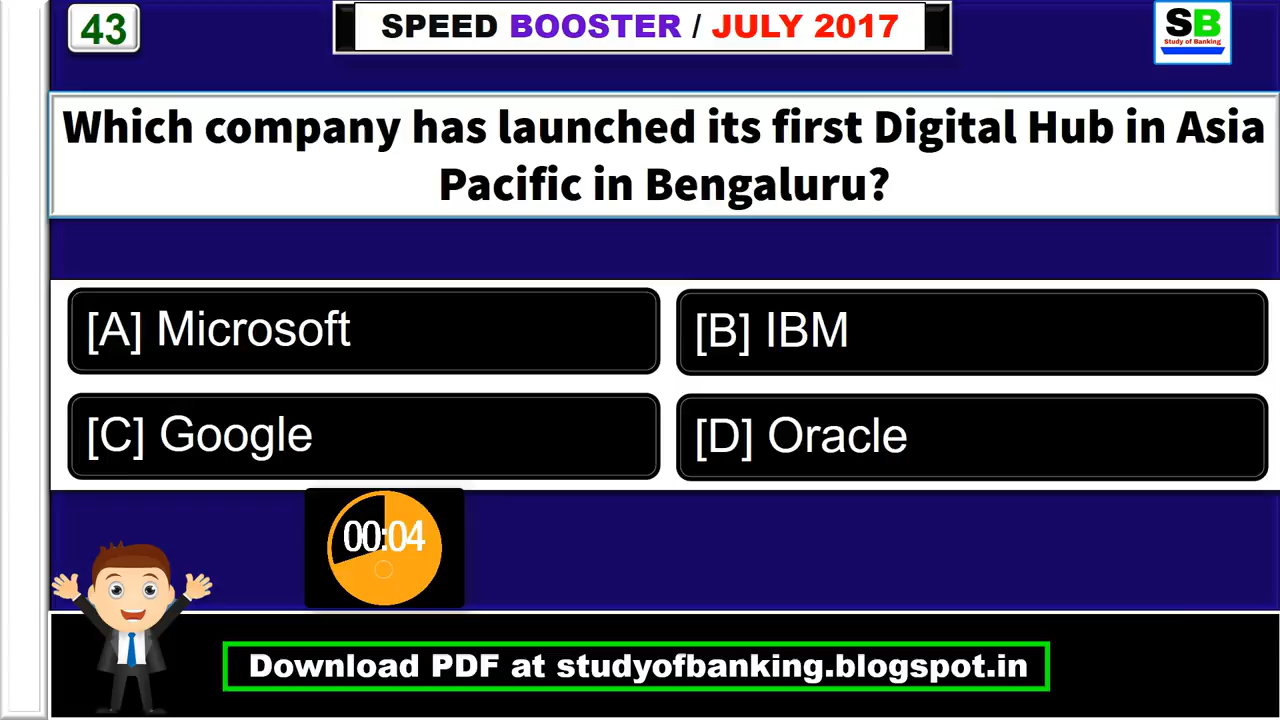 43
SPEED BOOSTER / JULY 2017
SB
Study of Banking
Which company has launched its first Digital Hub in Asia
Pacific in Bengaluru?
[A] Microsoft
[B] IBM
[C] Google
[D] Oracle
00:04
Download PDF at studyofbanking.blogspot.in